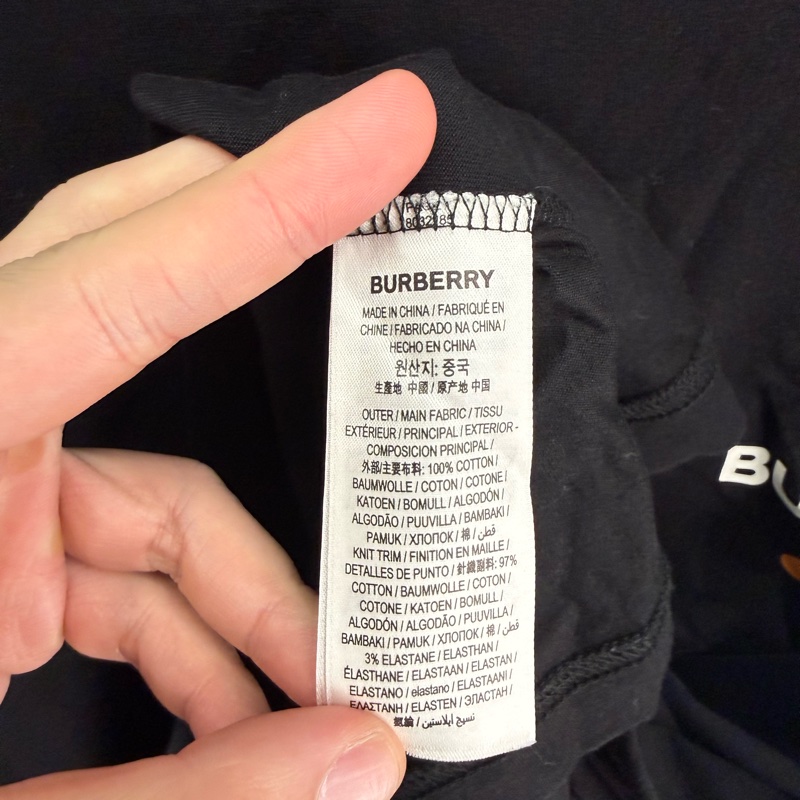 BURBERRY
MADE IN CHINA / FABRIQUÉ EN
CHINE / FABRICADO NA CHINA /
HECHO EN CHINA
원산지: 중국
生產地 中國 / 原产地 中国
OUTER / MAIN FABRIC / TISSU
EXTÉRIEUR / PRINCIPAL / EXTERIOR -
COMPOSICION PRINCIPAL /
外部/主要布料: 100% COTTON /
BAUMWOLLE / COTON / COTONE /
KATOEN / BOMULL / ALGODÓN /
ALGODÃO / PUUVILLA / BAMBAKI /
PAMUK / ХЛОПОК / 棉 / قطن
KNIT TRIM / FINITION EN MAILLE /
DETALLES DE PUNTO / 針織副料: 97%
COTTON / BAUMWOLLE / COTON /
COTONE / KATOEN / BOMULL /
ALGODÓN / ALGODÃO / PUUVILLA /
BAMBAKI / PAMUK / ХЛОПОК / 棉 / قطن
3% ELASTANE / ELASTHAN /
ÉLASTHANE / ELASTAAN / ELASTAN /
ELASTANO / elastano / ELASTAANI /
ΕΛΑΣΤΑΝΗ / ELASTEN / ЭЛАСТАН /
氨綸 / نسيج إيلاستين